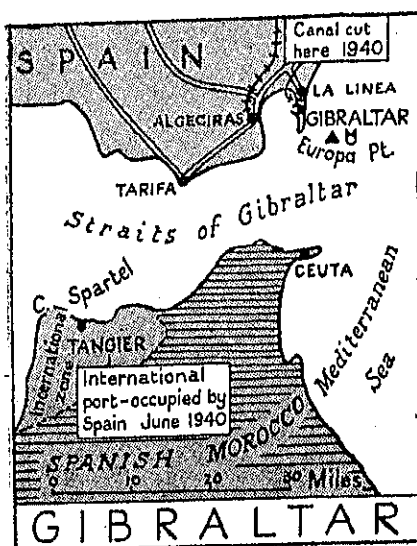 Canal cut
here 1940
SPAIN
LA LINEA
ALGECIRAS
GIBRALTAR
Europa Pt.
TARIFA
Straits of Gibraltar
CEUTA
C. Spartel
Mediterranean
Sea
International
Zone
TANGIER
International
port-occupied by
Spain June 1940
SPANISH MOROCCO
0 10 20 30 Miles
GIBRALTAR